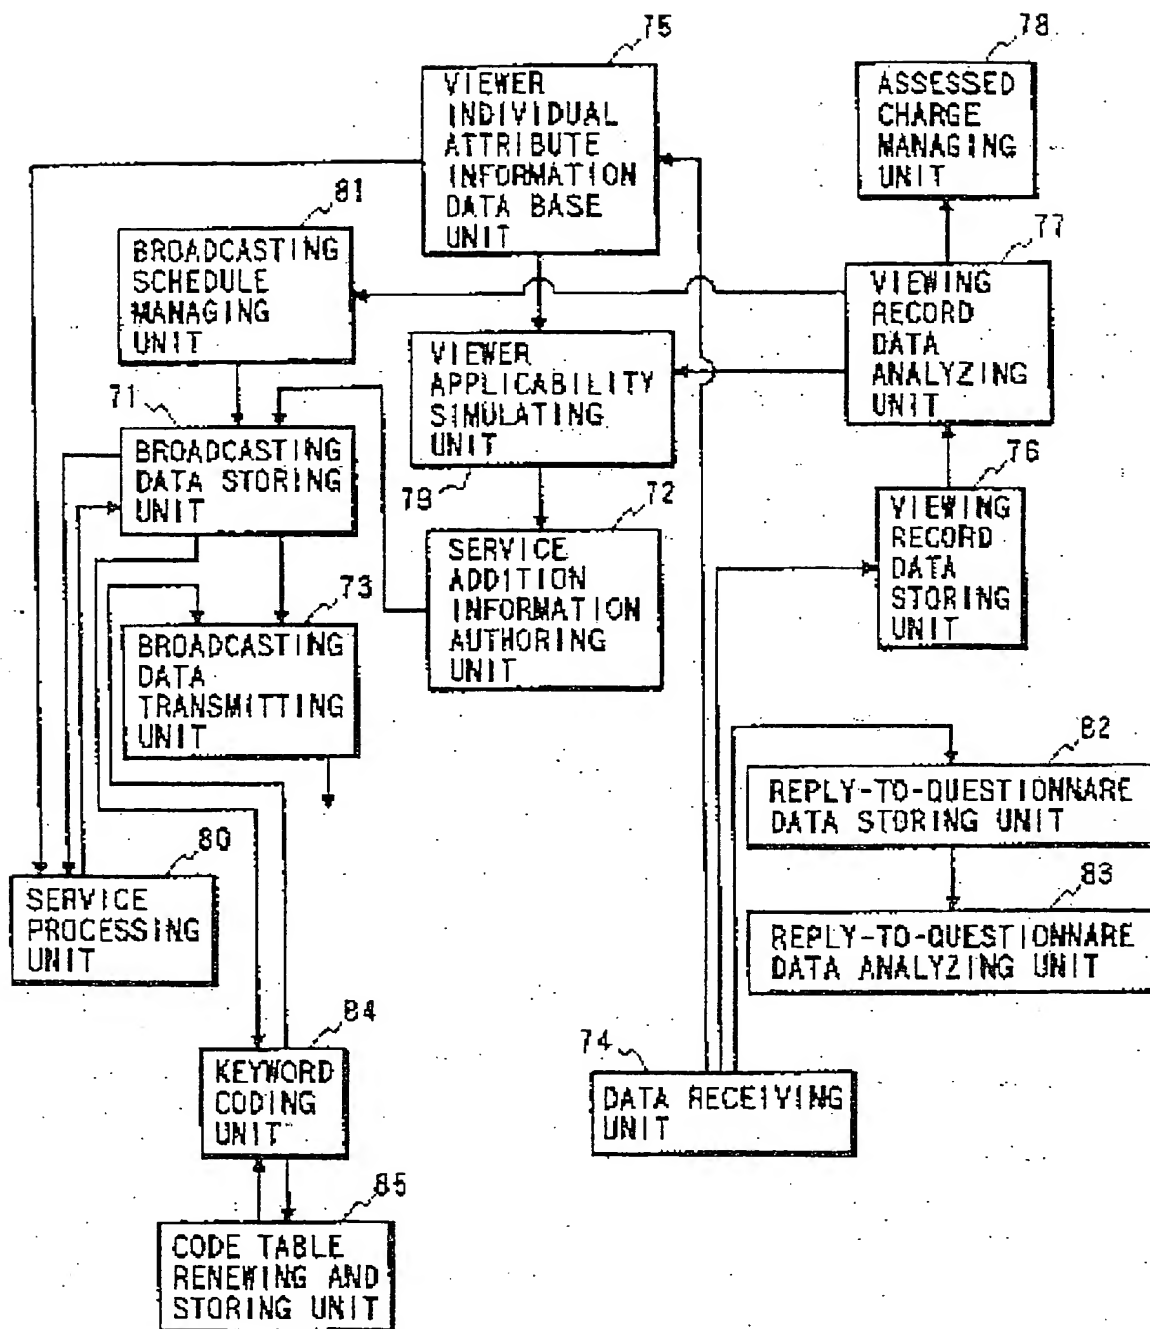 75
VIEWER
INDIVIDUAL
ATTRIBUTE
INFORMATION
DATA BASE
UNIT
78
ASSESSED
CHARGE
MANAGING
UNIT
81
BROADCASTING
SCHEDULE
MANAGING
UNIT
77
VIEWING
RECORD
DATA
ANALYZING
UNIT
VIEWER
APPLICABILITY
SIMULATING
UNIT
79
71
BROADCASTING
DATA STORING
UNIT
76
VIEWING
RECORD
DATA
STORING
UNIT
72
SERVICE
ADDITION
INFORMATION
AUTHORING
UNIT
73
BROADCASTING
DATA
TRANSMITTING
UNIT
82
REPLY-TO-QUESTIONNARE
DATA STORING UNIT
83
REPLY-TO-QUESTIONNARE
DATA ANALYZING UNIT
80
SERVICE
PROCESSING
UNIT
84
KEYWORD
CODING
UNIT
74
DATA RECEIVING
UNIT
85
CODE TABLE
RENEWING AND
STORING UNIT